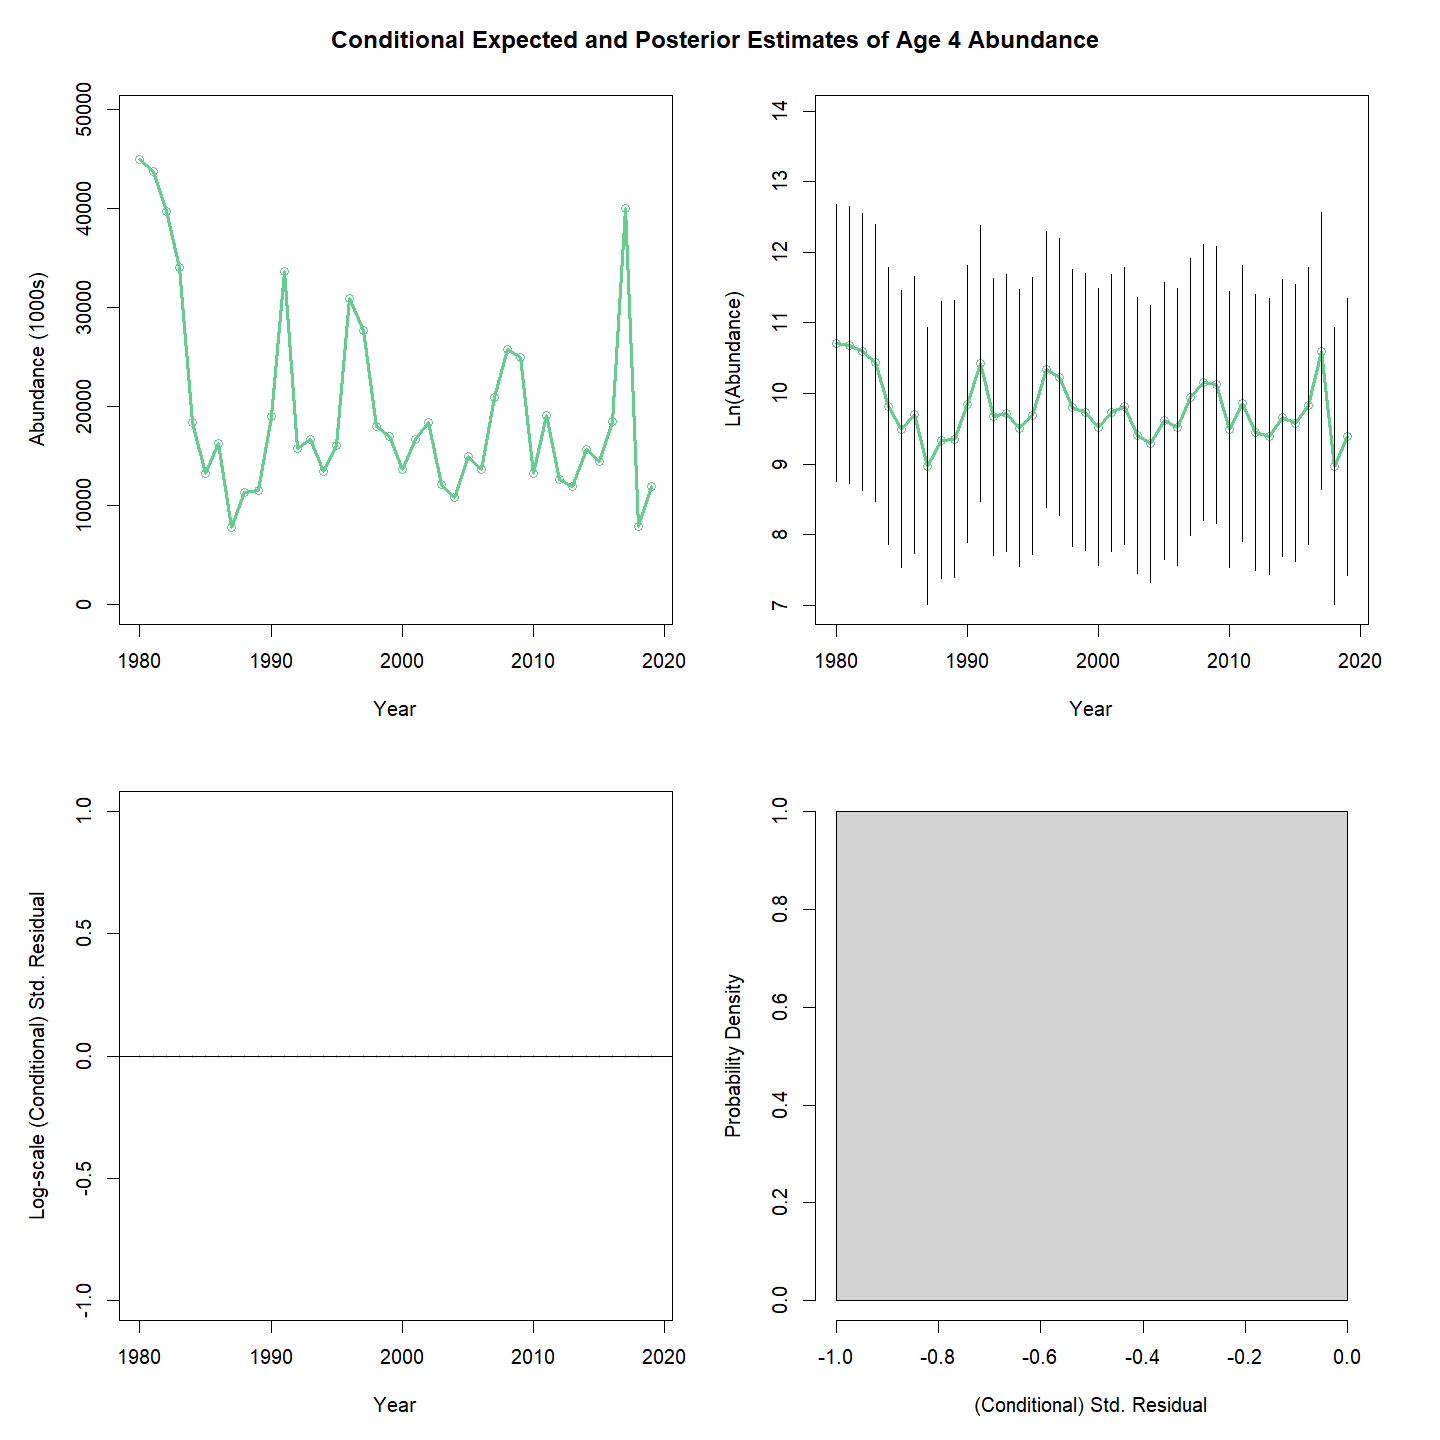 Conditional Expected and Posterior Estimates of Age 4 Abundance
Abundance (1000s)
50000
40000
30000
20000
10000
0
1980 1990 2000 2010 2020
Year
Ln(Abundance)
14
13
12
11
10
9
8
7
1980 1990 2000 2010 2020
Year
Log-scale (Conditional) Std. Residual
1.0
0.5
0.0
-0.5
-1.0
1980 1990 2000 2010 2020
Year
Probability Density
1.0
0.8
0.6
0.4
0.2
0.0
-1.0 -0.8 -0.6 -0.4 -0.2 0.0
(Conditional) Std. Residual